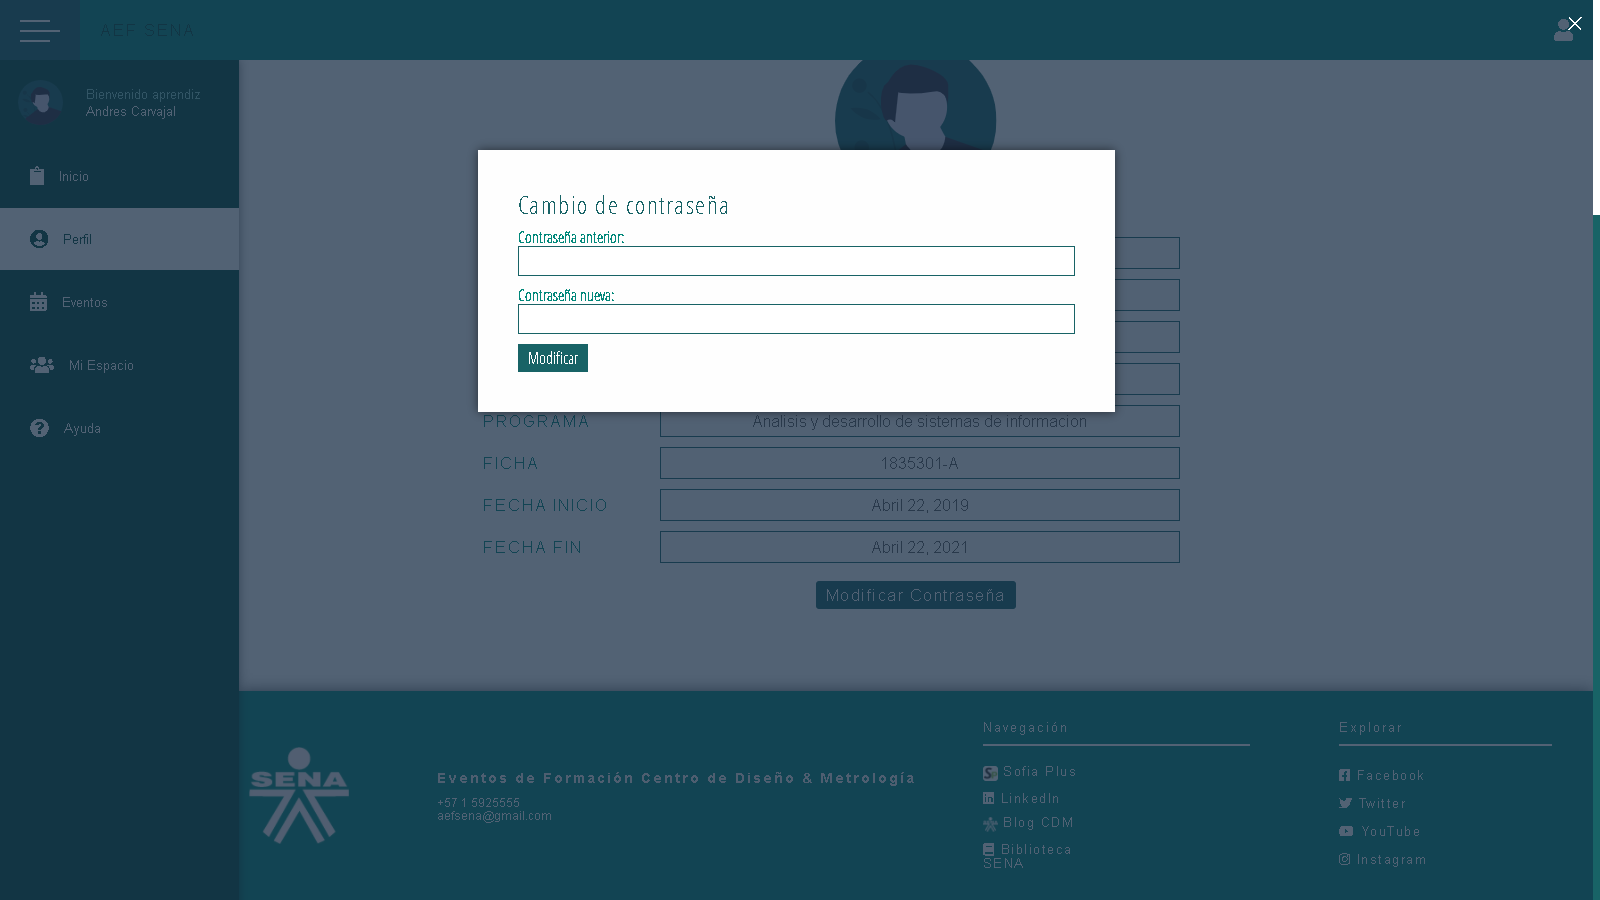 AEF SENA
Bienvenido aprendiz
Andres Carvajal
Inicio
Perfil
Eventos
Mi Espacio
Ayuda
Cambio de contraseña
Contraseña anterior:
Contraseña nueva:
Modificar
PROGRAMA
Analisis y desarrollo de sistemas de informacion
FICHA
1835301-A
FECHA INICIO
Abril 22, 2019
FECHA FIN
Abril 22, 2021
Modificar Contraseña
SENA
Eventos de Formación Centro de Diseño & Metrología
+57 1 5925555
aefsena@gmail.com
Navegación
Sofia Plus
LinkedIn
Blog CDM
Biblioteca
SENA
Explorar
Facebook
Twitter
YouTube
Instagram